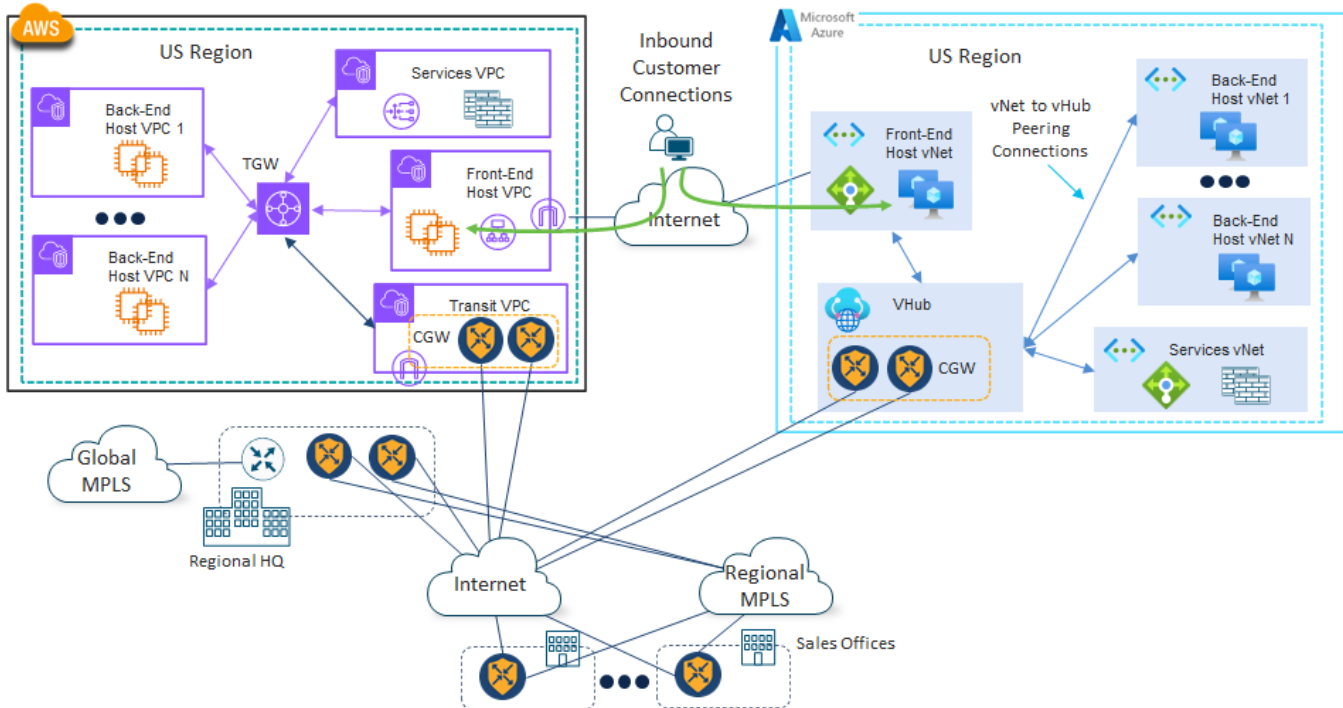 AWS
US Region
Services VPC
Back-End
Host VPC 1
TGW
Front-End
Host VPC
Back-End
Host VPC N
Transit VPC
CGW
Inbound
Customer
Connections
Internet
Microsoft
Azure
US Region
Front-End
Host vNet
vNet to vHub
Peering
Connections
Back-End
Host vNet 1
Back-End
Host vNet N
VHub
CGW
Services vNet
Global
MPLS
Regional HQ
Internet
Regional
MPLS
Sales Offices